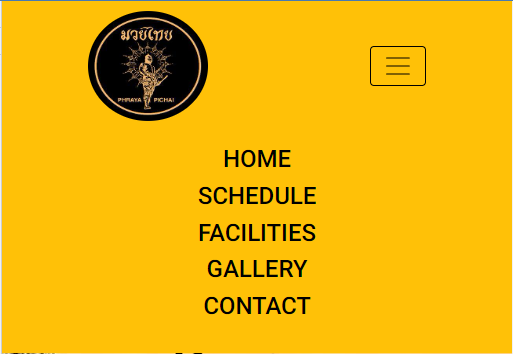 มวยไทย
PHRAYA PICHAI
HOME
SCHEDULE
FACILITIES
GALLERY
CONTACT